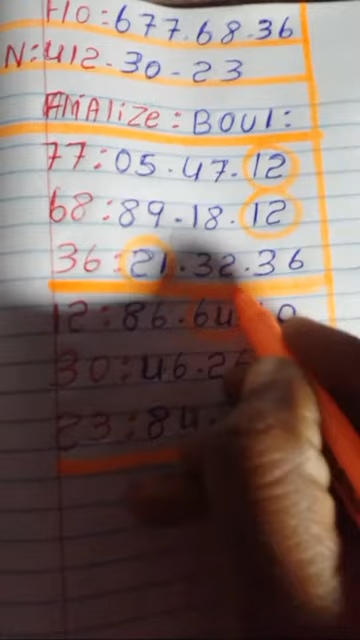 FIO:677.68.36
N:412-30-23
ANAlize:BOUl:
77:05.47.12
68:89.18.12
36:21.32.36
12:86.64
30:46.2
23:84.